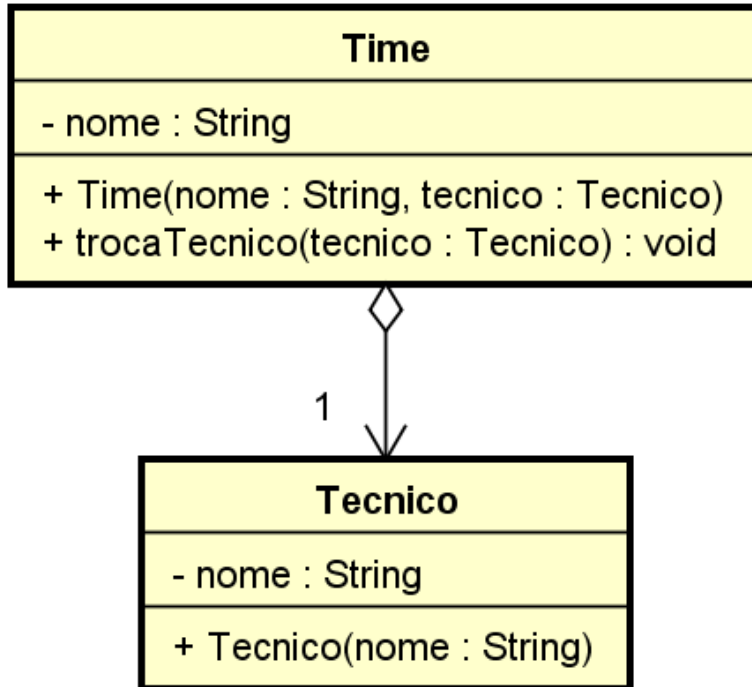 Time
- nome : String
+ Time(nome : String, tecnico : Tecnico)
+ trocaTecnico(tecnico : Tecnico) : void
1
Tecnico
- nome : String
+ Tecnico(nome : String)